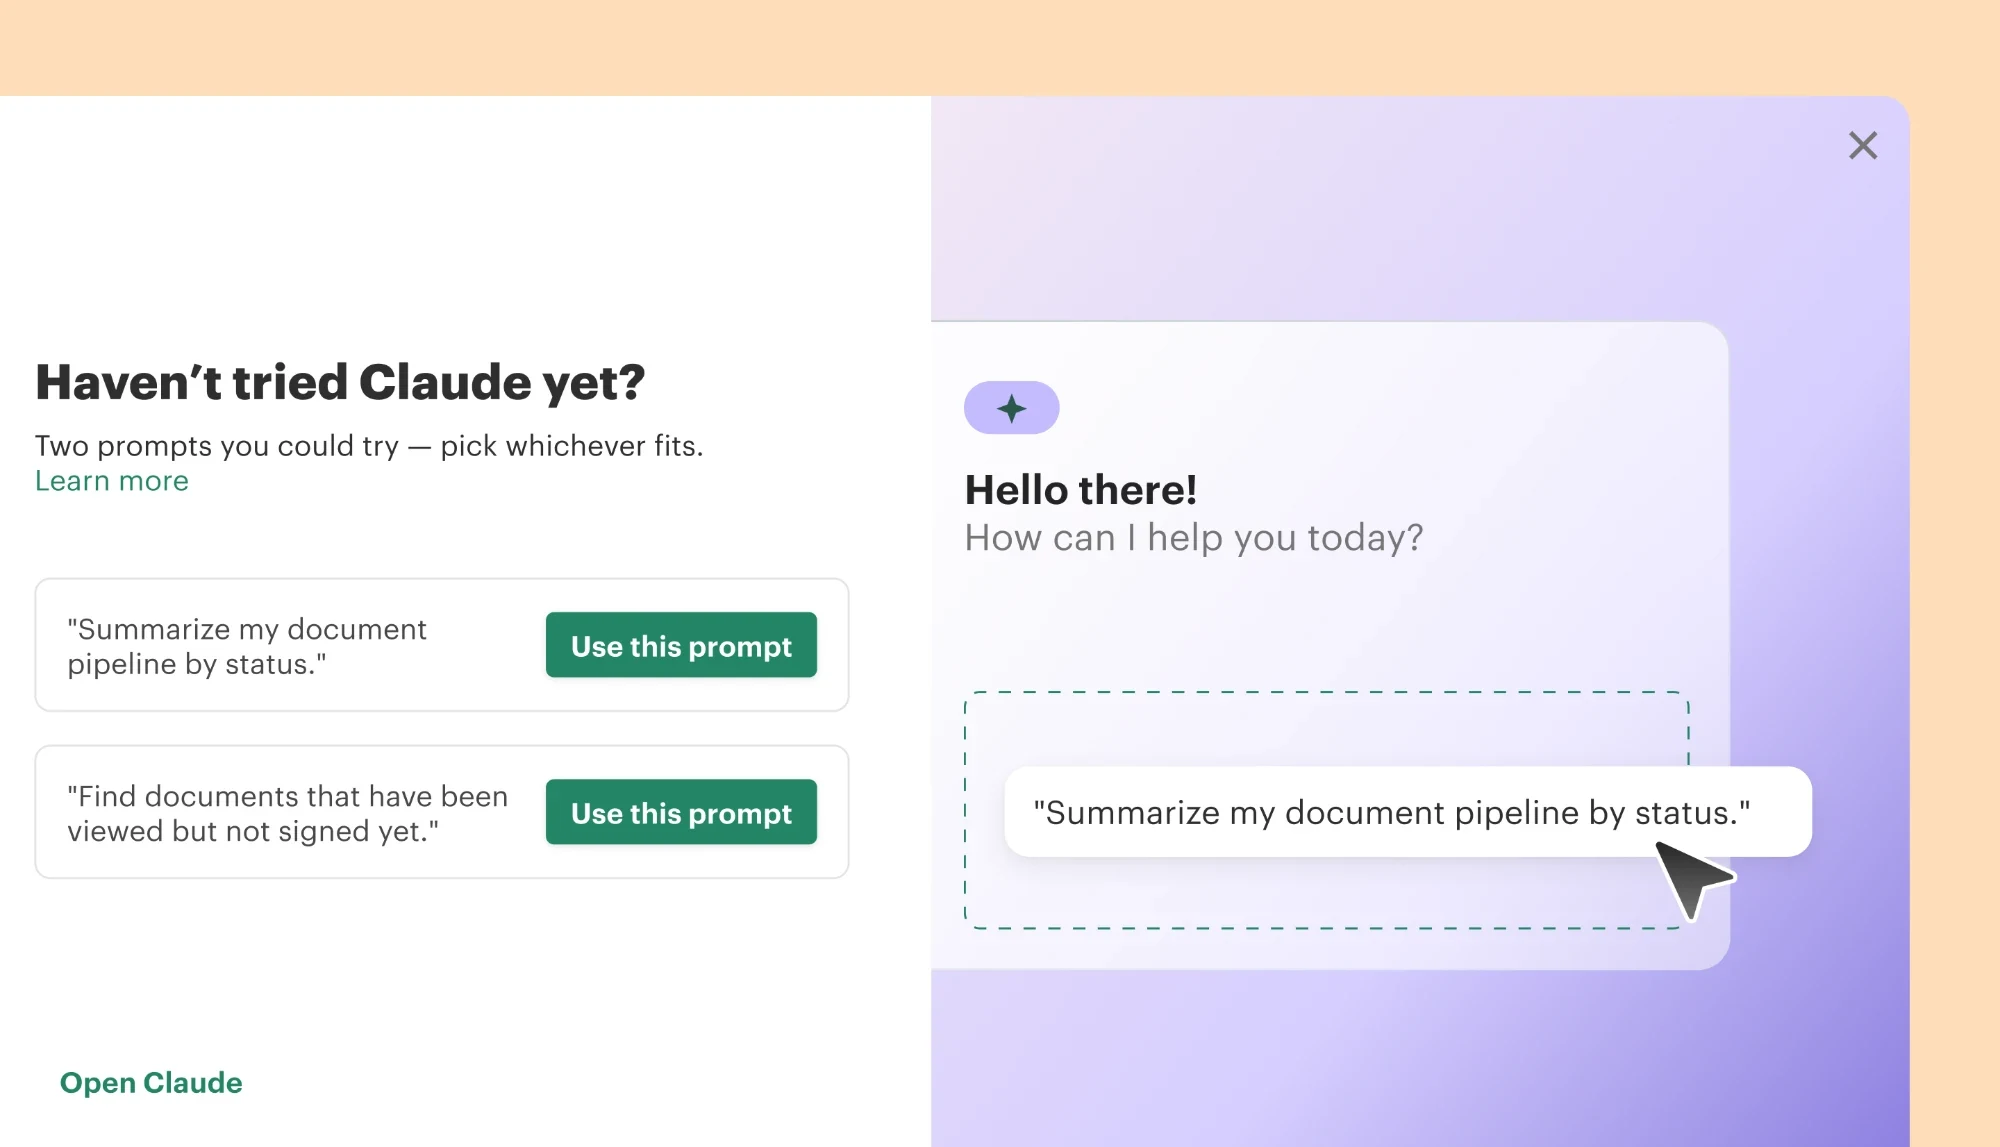 Haven’t tried Claude yet?
Two prompts you could try — pick whichever fits.
Learn more
"Summarize my document
pipeline by status."
Use this prompt
"Find documents that have been
viewed but not signed yet."
Use this prompt
Open Claude
Hello there!
How can I help you today?
"Summarize my document pipeline by status."